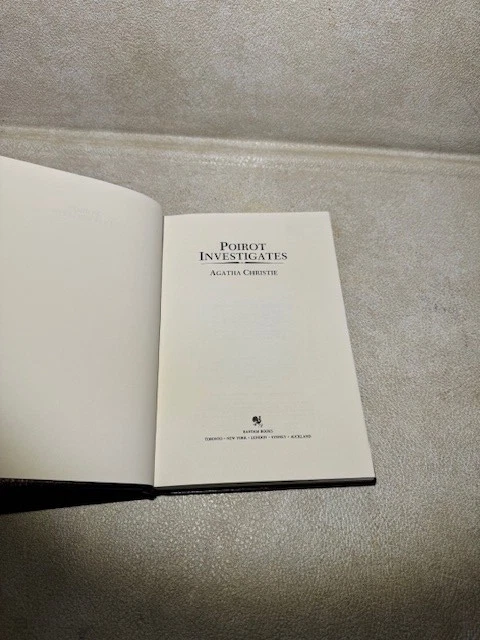 POIROT
INVESTIGATES
AGATHA CHRISTIE
BANTAM BOOKS
TORONTO • NEW YORK • LONDON • SYDNEY • AUCKLAND